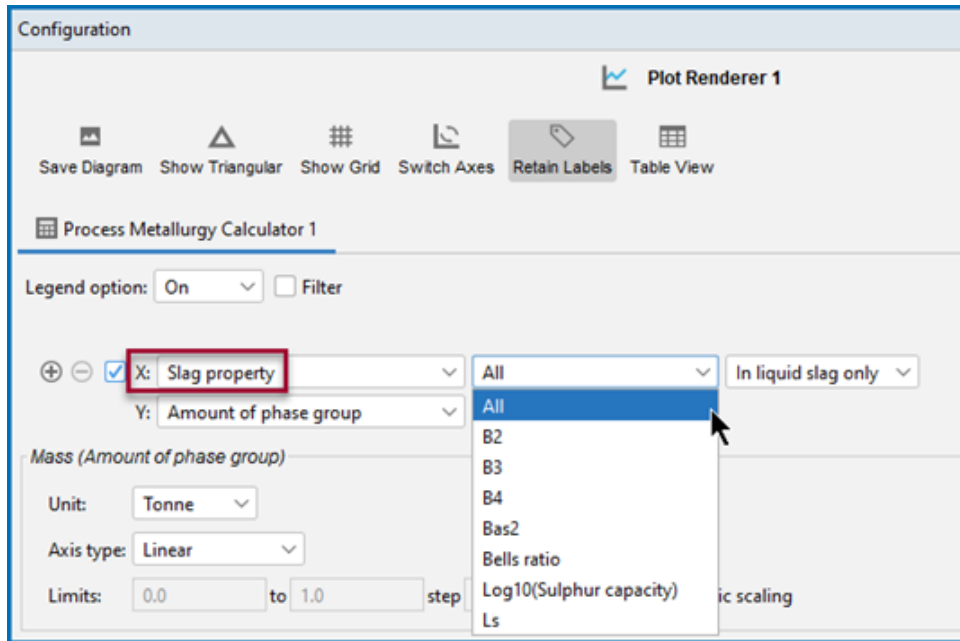 Configuration
Plot Renderer 1
Save Diagram Show Triangular Show Grid Switch Axes Retain Labels Table View
Process Metallurgy Calculator 1
Legend option: On Filter
X: Slag property All In liquid slag only
Y: Amount of phase group All
B2
Mass (Amount of phase group) B3
Unit: Tonne B4
Bas2
Axis type: Linear Bells ratio
Limits: 0.0 to 1.0 step Log10(Sulphur capacity) ic scaling
Ls